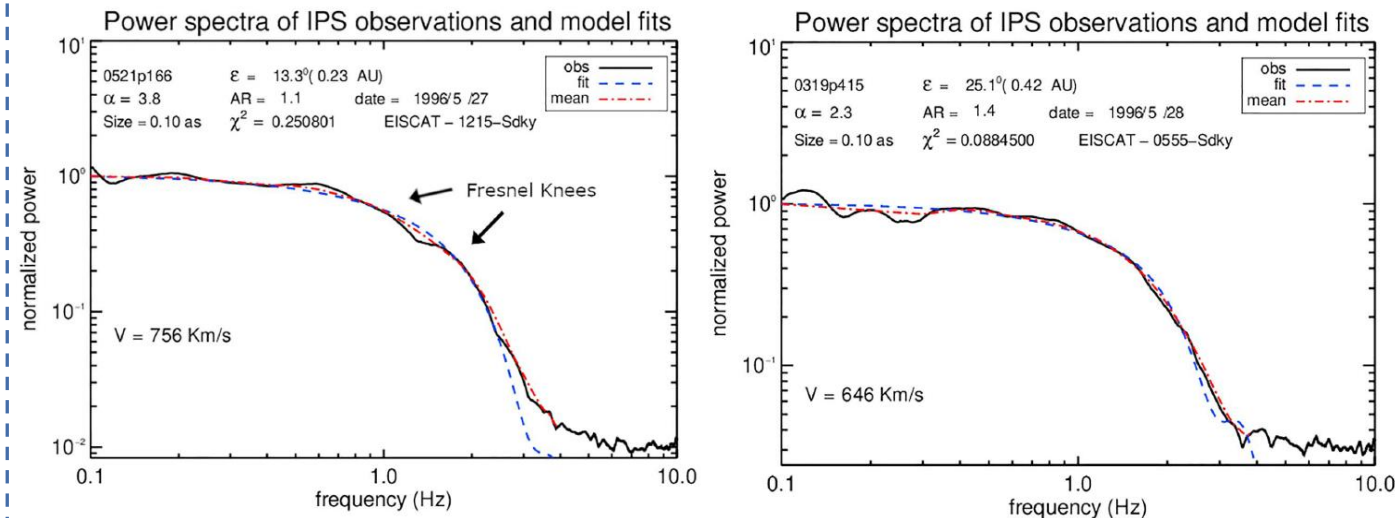 Power spectra of IPS observations and model fits
10¹
10⁰
10⁻¹
10⁻²
normalized power
0521p166 ε = 13.3⁰( 0.23 AU)
α = 3.8 AR = 1.1 date = 1996/5 /27
Size = 0.10 as χ² = 0.250801 EISCAT – 1215–Sdky
obs
fit
mean
Fresnel Knees
V = 756 Km/s
0.1 1.0 10.0
frequency (Hz)
Power spectra of IPS observations and model fits
10¹
10⁰
10⁻¹
normalized power
0319p415 ε = 25.1⁰( 0.42 AU)
α = 2.3 AR = 1.4 date = 1996/5 /28
Size = 0.10 as χ² = 0.0884500 EISCAT – 0555–Sdky
obs
fit
mean
V = 646 Km/s
0.1 1.0 10.0
frequency (Hz)